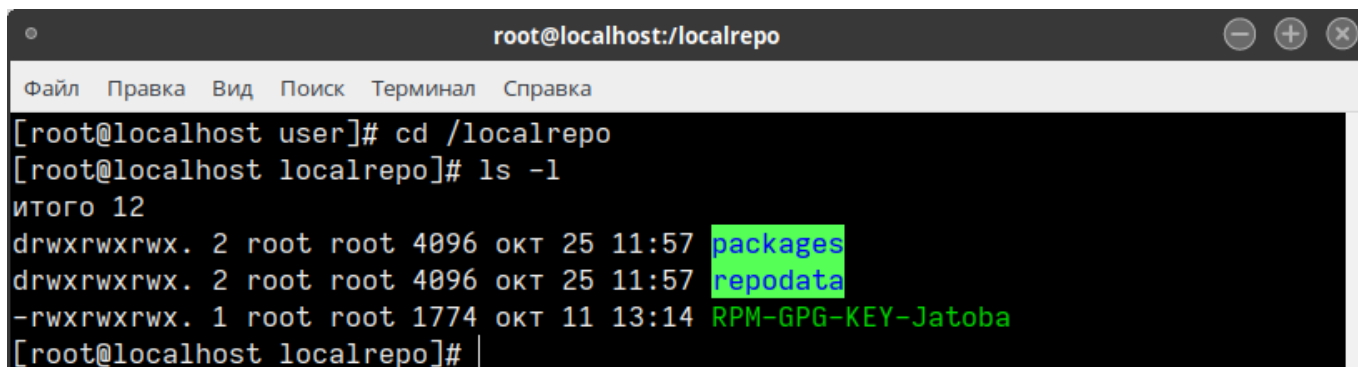 root@localhost:/localrepo
Файл Правка Вид Поиск Терминал Справка
[root@localhost user]# cd /localrepo
[root@localhost localrepo]# ls -l
итого 12
drwxrwxrwx. 2 root root 4096 окт 25 11:57 packages
drwxrwxrwx. 2 root root 4096 окт 25 11:57 repodata
-rwxrwxrwx. 1 root root 1774 окт 11 13:14 RPM-GPG-KEY-Jatoba
[root@localhost localrepo]#